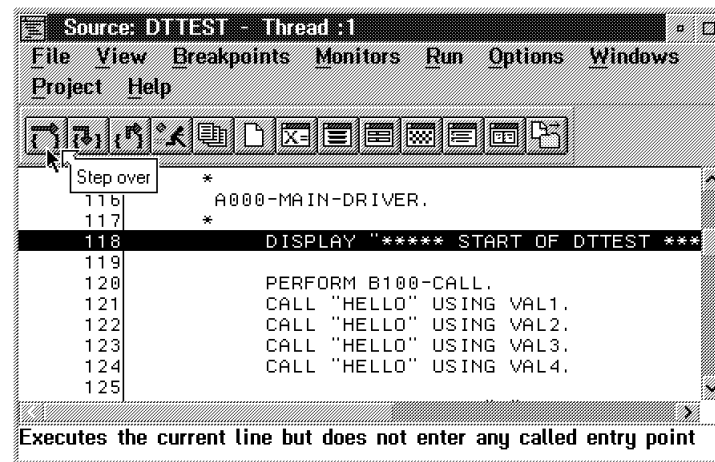 Source: DTTEST - Thread :1
File View Breakpoints Monitors Run Options Windows
Project Help
X=
Step over
*
116 A000-MAIN-DRIVER.
117 *
118 DISPLAY "***** START OF DTTEST ***
119
120 PERFORM B100-CALL.
121 CALL "HELLO" USING VAL1.
122 CALL "HELLO" USING VAL2.
123 CALL "HELLO" USING VAL3.
124 CALL "HELLO" USING VAL4.
125
Executes the current line but does not enter any called entry point